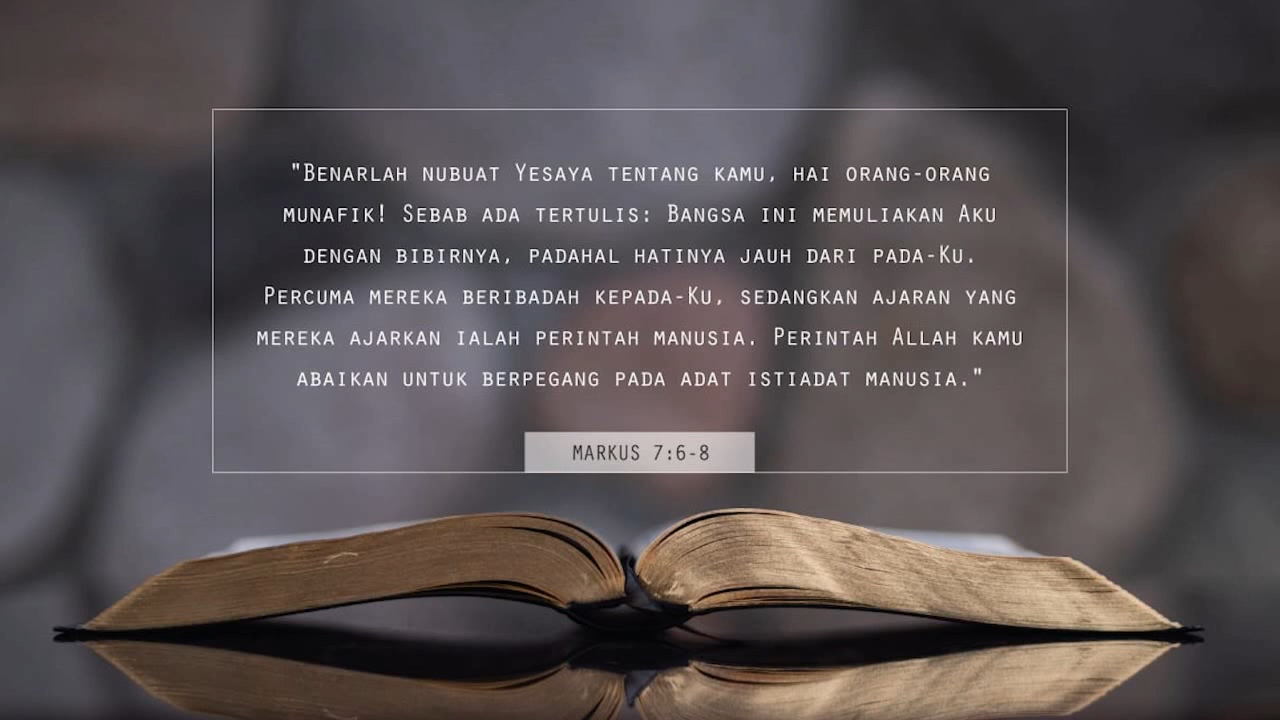 "Benarlah nubuat Yesaya tentang kamu, hai orang-orang
munafik! Sebab ada tertulis: Bangsa ini memuliakan Aku
dengan bibirnya, padahal hatinya jauh dari pada-Ku.
Percuma mereka beribadah kepada-Ku, sedangkan ajaran yang
mereka ajarkan ialah perintah manusia. Perintah Allah kamu
abaikan untuk berpegang pada adat istiadat manusia."
MARKUS 7:6-8